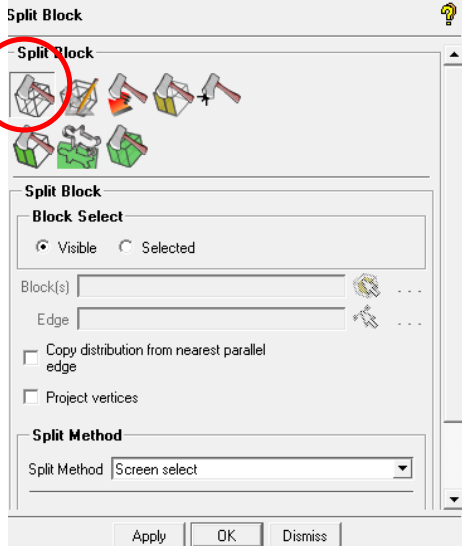 Split Block
Split Block
Split Block
Block Select
Visible Selected
Block(s) ...
Edge ...
Copy distribution from nearest parallel
edge
Project vertices
Split Method
Split Method Screen select
Apply OK Dismiss